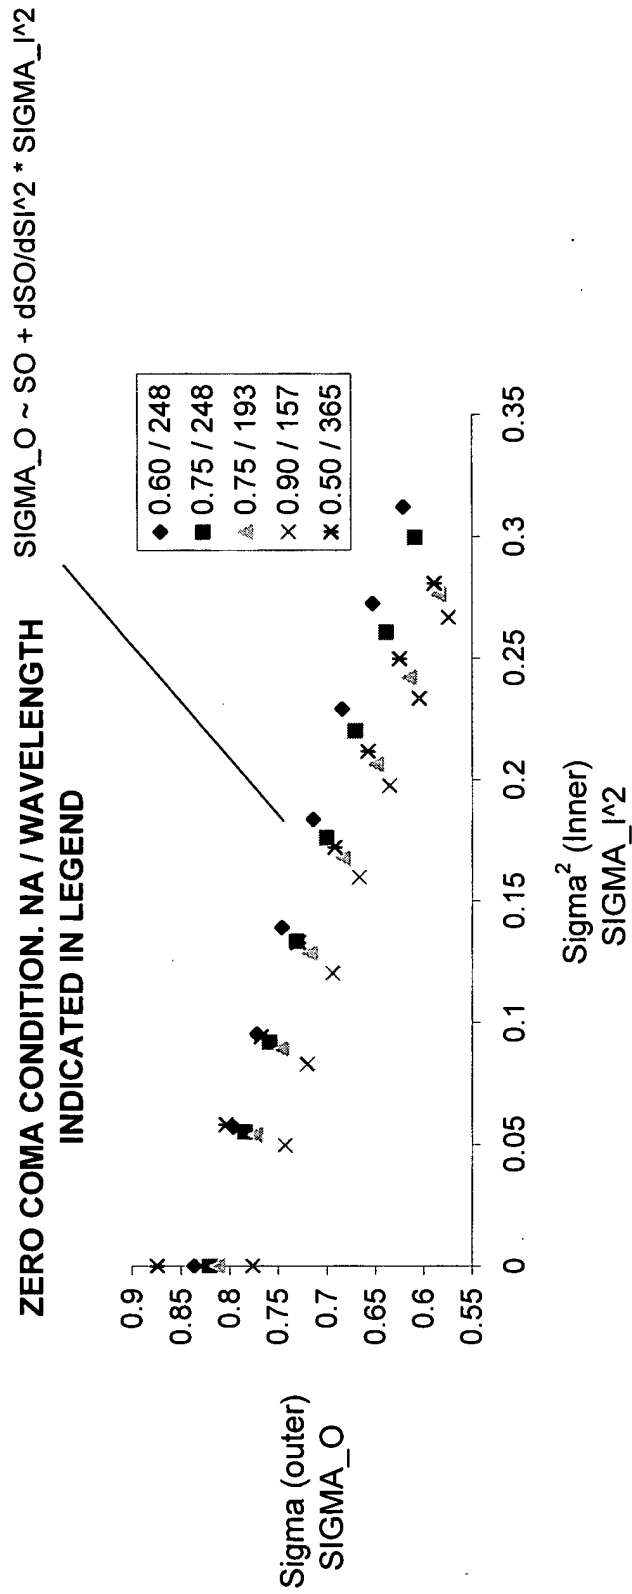 ZERO COMA CONDITION. NA / WAVELENGTH
INDICATED IN LEGEND
SIGMA_O ~ SO + dSO/dSI^2 * SIGMA_I^2
0.60 / 248
0.75 / 248
0.75 / 193
0.90 / 157
0.50 / 365
Sigma (outer)
SIGMA_O
0.9
0.85
0.8
0.75
0.7
0.65
0.6
0.55
0
0.05
0.1
0.15
0.2
0.25
0.3
0.35
Sigma² (Inner)
SIGMA_I^2